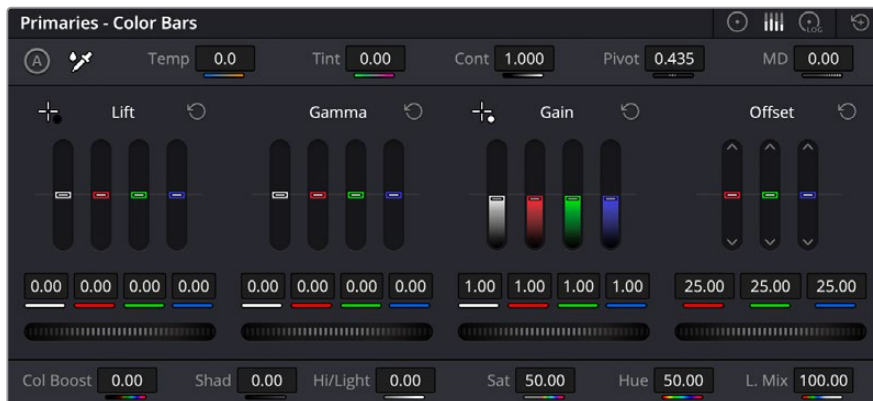 Primaries - Color Bars
LOG
A Temp 0.0 Tint 0.00 Cont 1.000 Pivot 0.435 MD 0.00
Lift Gamma Gain Offset
0.00 0.00 0.00 0.00 0.00 0.00 0.00 0.00 1.00 1.00 1.00 1.00 25.00 25.00 25.00
Col Boost 0.00 Shad 0.00 Hi/Light 0.00 Sat 50.00 Hue 50.00 L. Mix 100.00